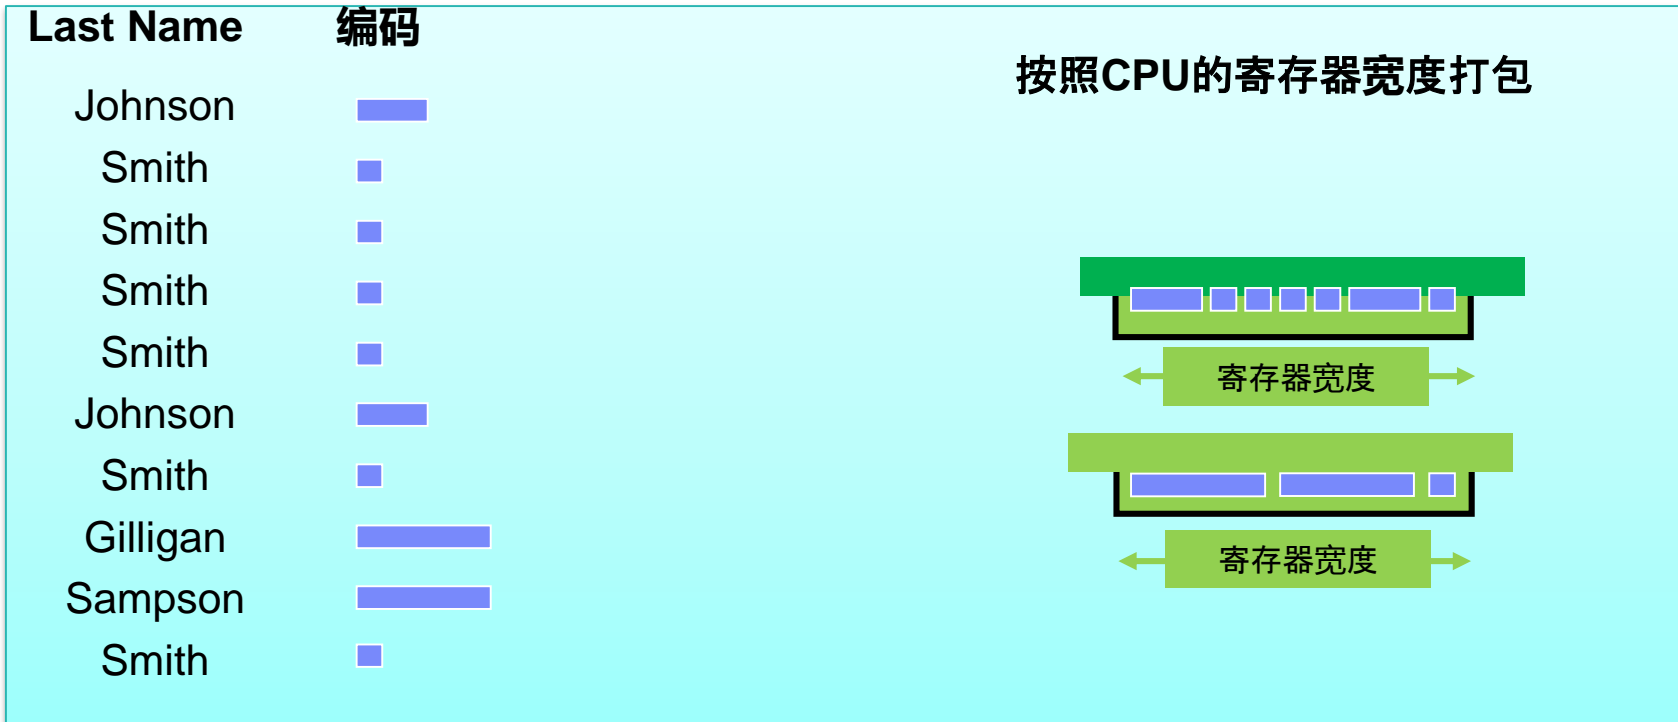 Last Name 编码
按照CPU的寄存器宽度打包
Johnson
Smith
Smith
Smith
Smith
Johnson
Smith
Gilligan
Sampson
Smith
寄存器宽度
寄存器宽度